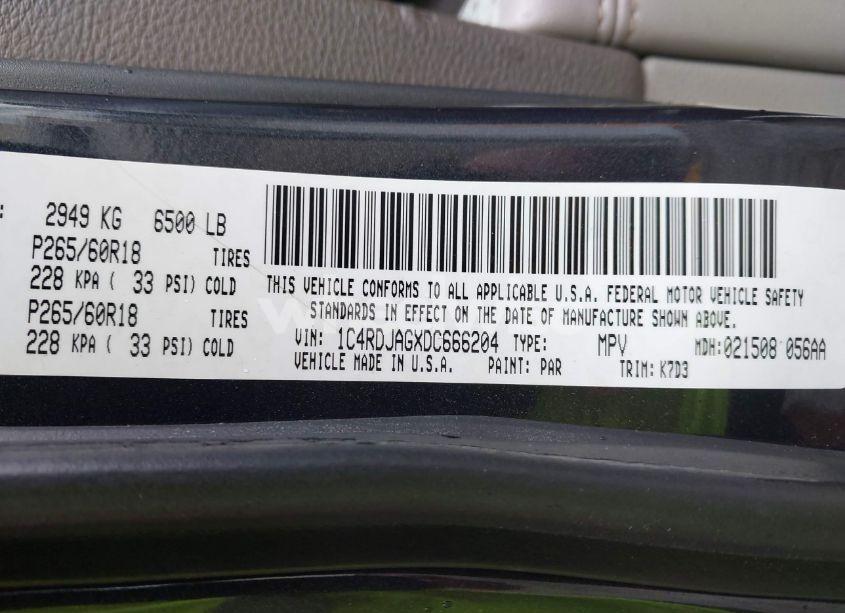 : 2949 KG 6500 LB
P265/60R18 TIRES
228 KPA ( 33 PSI) COLD
P265/60R18 TIRES
228 KPA ( 33 PSI) COLD
THIS VEHICLE CONFORMS TO ALL APPLICABLE U.S.A. FEDERAL MOTOR VEHICLE SAFETY
STANDARDS IN EFFECT ON THE DATE OF MANUFACTURE SHOWN ABOVE.
VIN: 1C4RDJAGXDC666204 TYPE: MPV MDH:021508 056AA
VEHICLE MADE IN U.S.A. PAINT: PAR TRIM: K7D3